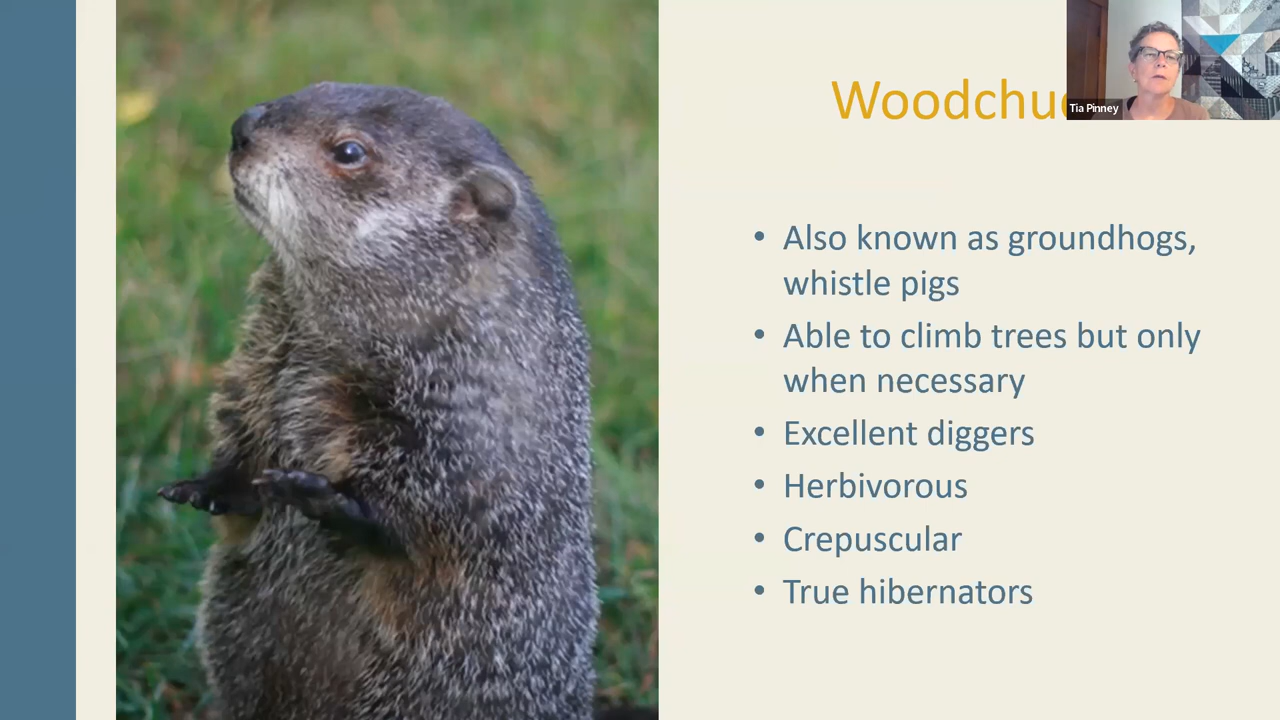 Woodchuc
Tia Pinney
• Also known as groundhogs,
whistle pigs
• Able to climb trees but only
when necessary
• Excellent diggers
• Herbivorous
• Crepuscular
• True hibernators